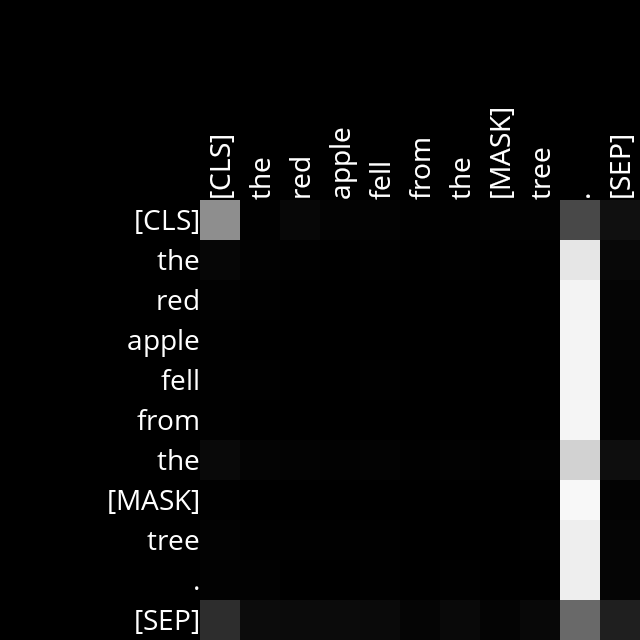 [CLS] the red apple fell from the [MASK] tree . [SEP]
[CLS]
the
red
apple
fell
from
the
[MASK]
tree
.
[SEP]